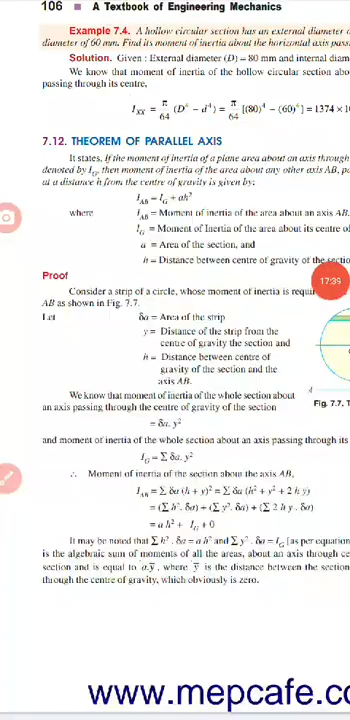 106 ■ A Textbook of Engineering Mechanics
Example 7.4. A hollow circular section has an external diameter
diameter of 60 mm. Find its moment of inertia about the horizontal axis
Solution. Given : External diameter (D) = 80 mm and internal
We know that moment of inertia of the hollow circular section
passing through its centre,
I_XX = π/64 (D⁴ – d⁴) = π/64 [(80)⁴ – (60)⁴] = 1374 ×
7.12. THEOREM OF PARALLEL AXIS
It states, If the moment of inertia of a plane area about an axis through
denoted by I_G, then moment of inertia of the area about any other axis AB,
at a distance h from the centre of gravity is given by:
I_AB = I_G + ah²
where I_AB = Moment of inertia of the area about an axis AB.
I_G = Moment of Inertia of the area about its centre
a = Area of the section, and
h = Distance between centre of gravity of the
17:39
Proof
Consider a strip of a circle, whose moment of inertia is
AB as shown in Fig. 7.7.
Let δa = Area of the strip
y = Distance of the strip from the
centre of gravity the section and
h = Distance between centre of
gravity of the section and the
axis AB.
A
We know that moment of inertia of the whole section about
an axis passing through the centre of gravity of the section
Fig. 7.7.
= δa. y²
and moment of inertia of the whole section about an axis passing through its
I_G = Σ δa. y²
∴ Moment of inertia of the section about the axis AB,
I_AB = Σ δa (h + y)² = Σ δa (h² + y² + 2 h y)
= (Σ h². δa) + (Σ y². δa) + (Σ 2 h y . δa)
= a h² + I_G + 0
It may be noted that Σ h² . δa = a h² and Σ y² . δa = I_G [as per equation
is the algebraic sum of moments of all the areas, about an axis through
section and is equal to a.ȳ, where ȳ is the distance between the section
through the centre of gravity, which obviously is zero.
www.mepcafe.